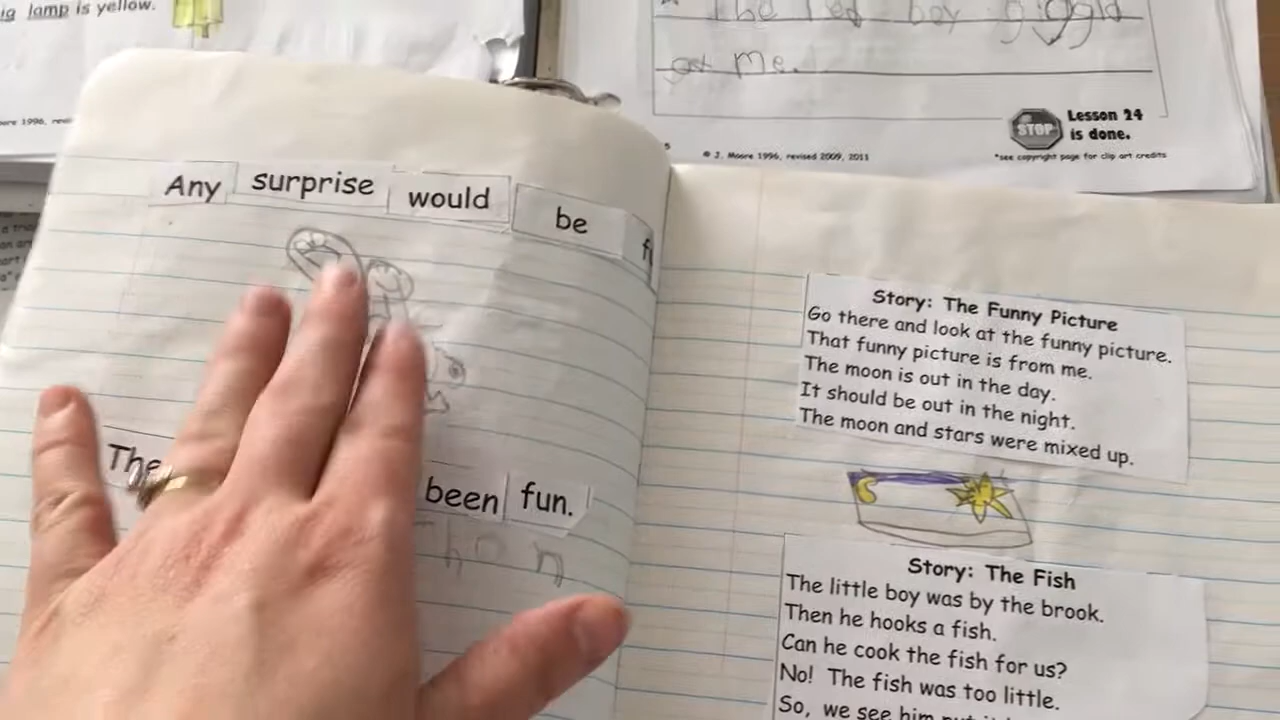 ig lamp is yellow.
The red boy giggld
at me.
STOP
Lesson 24
is done.
© J. Moore 1996, revised 2009, 2011
*see copyright page for clip art credits
Any surprise would be
The been fun.
Story: The Funny Picture
Go there and look at the funny picture.
That funny picture is from me.
The moon is out in the day.
It should be out in the night.
The moon and stars were mixed up.
Story: The Fish
The little boy was by the brook.
Then he hooks a fish.
Can he cook the fish for us?
No! The fish was too little.
So, we see him put